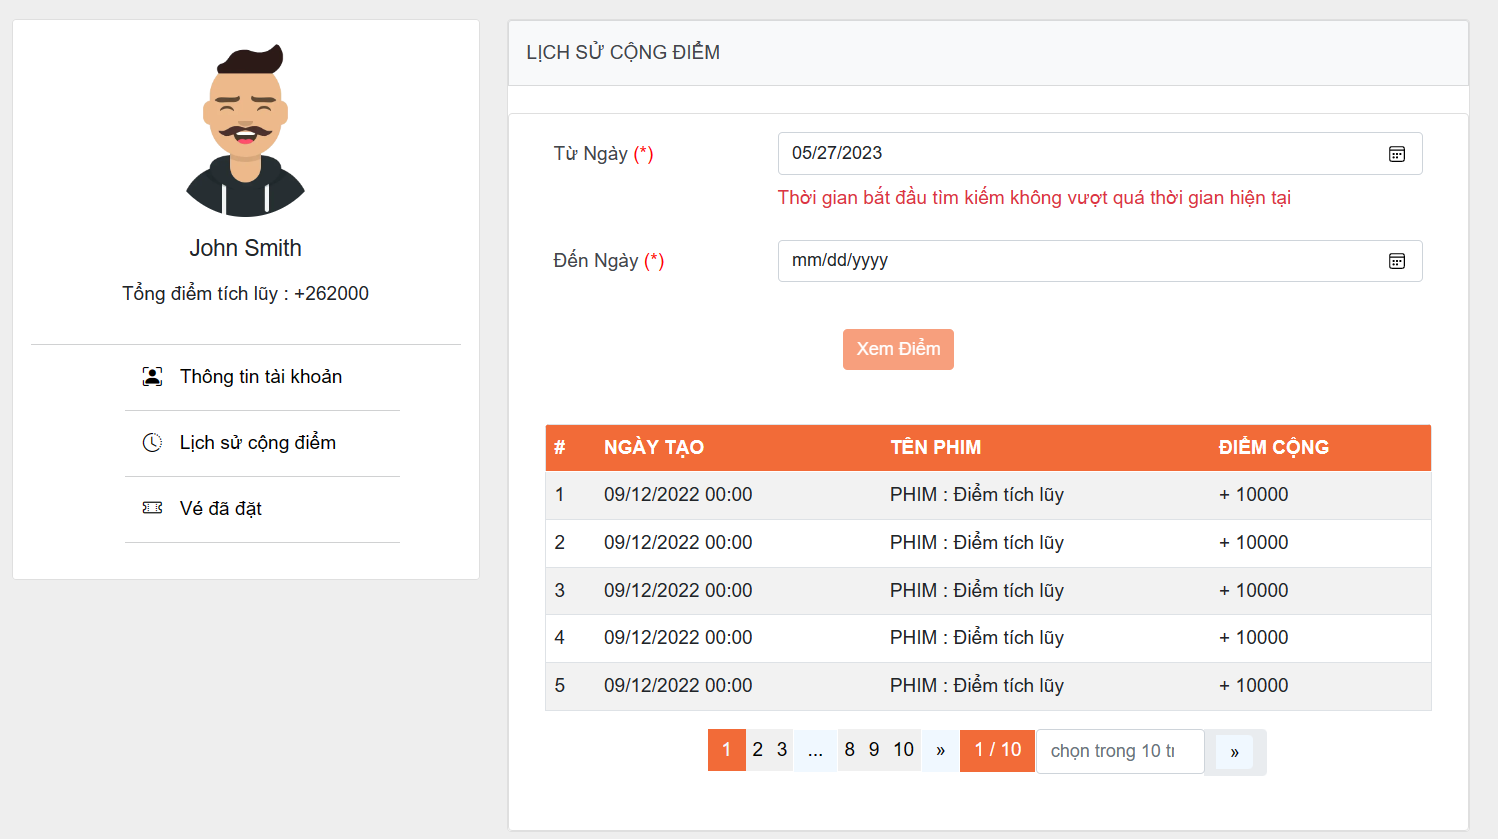 John Smith
Tổng điểm tích lũy : +262000
Thông tin tài khoản
Lịch sử cộng điểm
Vé đã đặt
LỊCH SỬ CỘNG ĐIỂM
Từ Ngày (*) 05/27/2023
Thời gian bắt đầu tìm kiếm không vượt quá thời gian hiện tại
Đến Ngày (*) mm/dd/yyyy
Xem Điểm
# NGÀY TẠO TÊN PHIM ĐIỂM CỘNG
1 09/12/2022 00:00 PHIM : Điểm tích lũy + 10000
2 09/12/2022 00:00 PHIM : Điểm tích lũy + 10000
3 09/12/2022 00:00 PHIM : Điểm tích lũy + 10000
4 09/12/2022 00:00 PHIM : Điểm tích lũy + 10000
5 09/12/2022 00:00 PHIM : Điểm tích lũy + 10000
1 2 3 ... 8 9 10 » 1 / 10 chọn trong 10 »